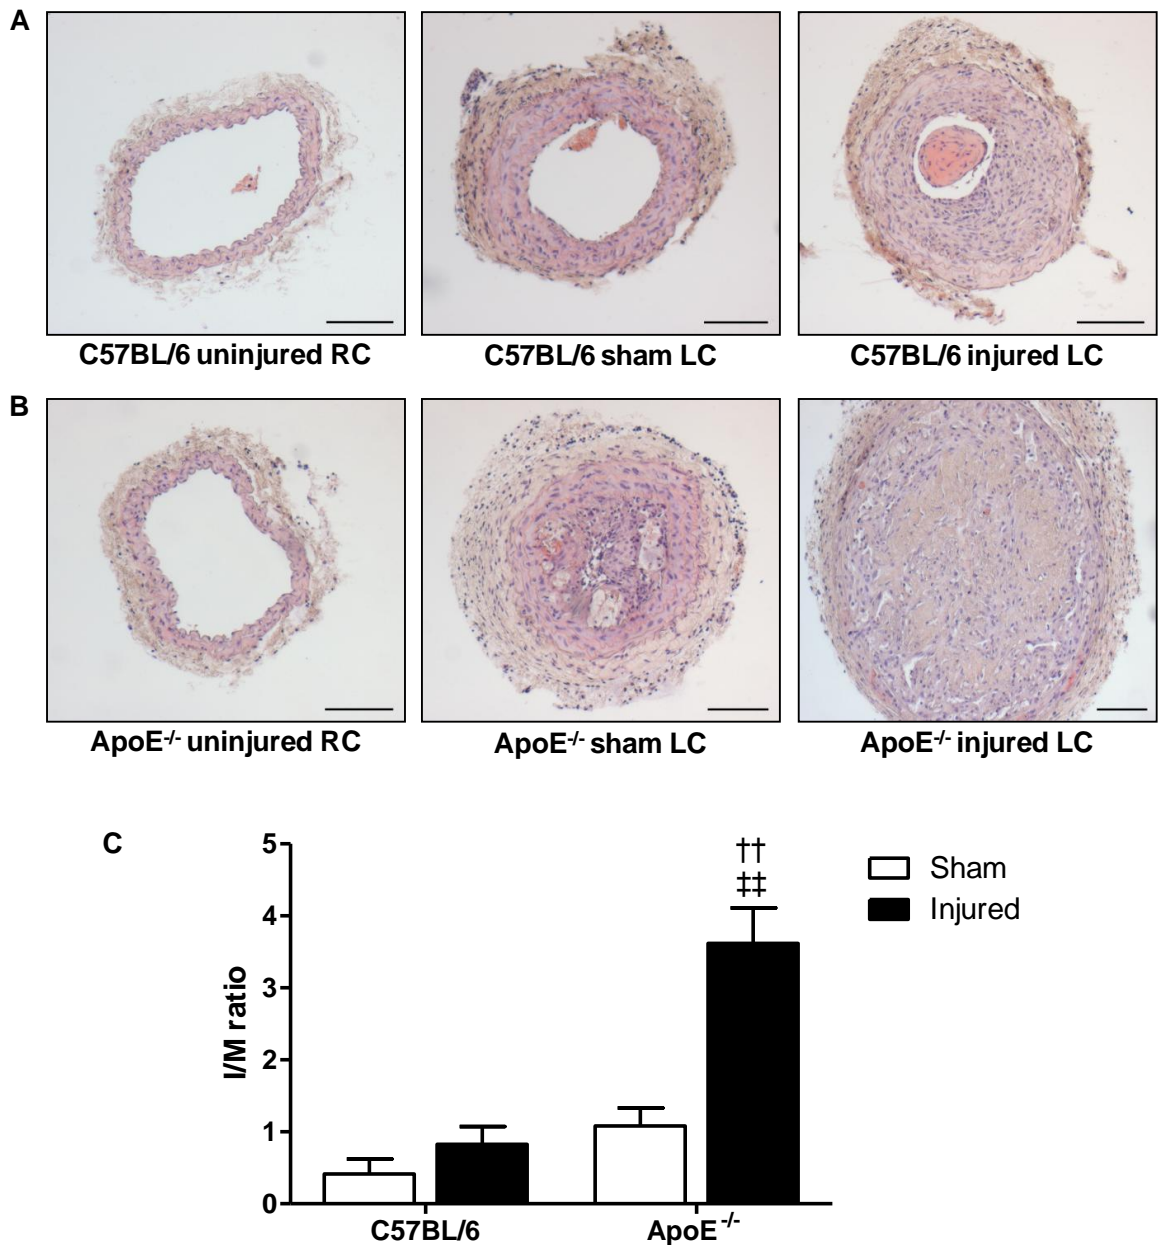 A
C57BL/6 uninjured RC
C57BL/6 sham LC
C57BL/6 injured LC
B
ApoE-/- uninjured RC
ApoE-/- sham LC
ApoE-/- injured LC
C
††
‡‡
5
4
3
2
1
0
I/M ratio
Sham
Injured
C57BL/6
ApoE-/-